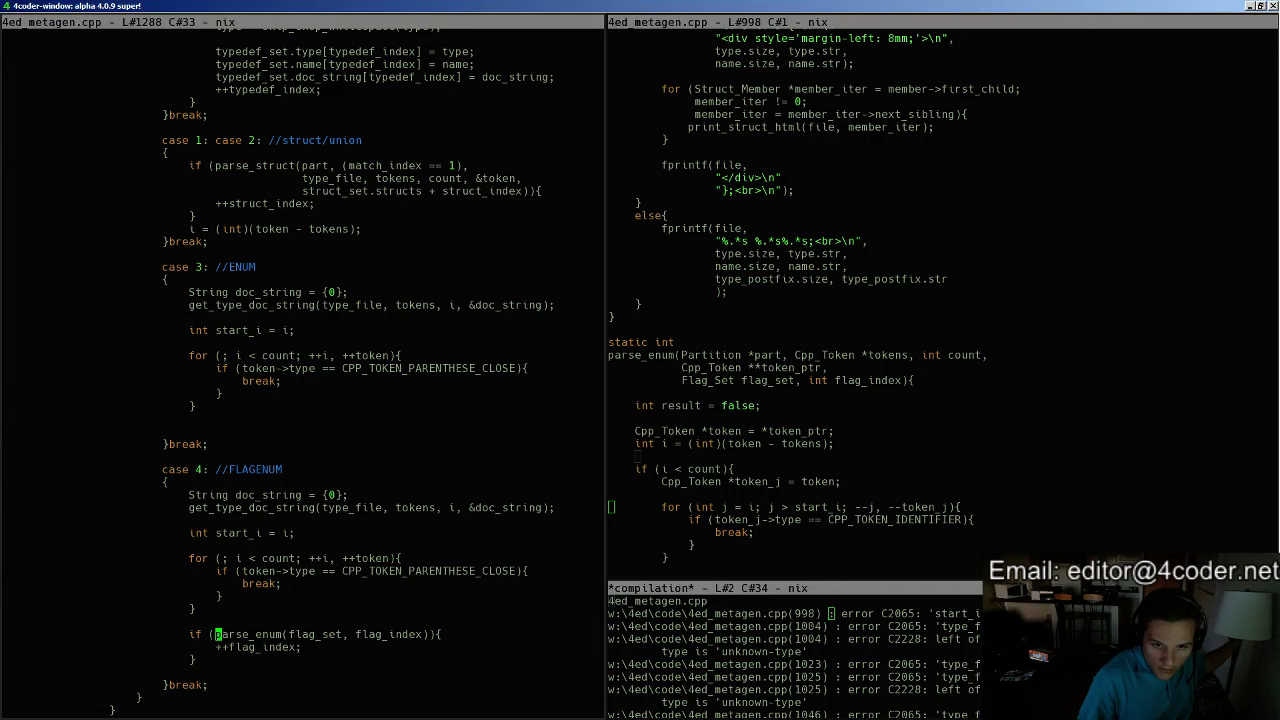 4 4coder-window: alpha 4.0.9 super!
4ed_metagen.cpp - L#1288 C#33 - nix
typedef_set.type[typedef_index] = type;
typedef_set.name[typedef_index] = name;
typedef_set.doc_string[typedef_index] = doc_string;
++typedef_index;
}
}break;
case 1: case 2: //struct/union
{
if (parse_struct(part, (match_index == 1),
type_file, tokens, count, &token,
struct_set.structs + struct_index)){
++struct_index;
}
i = (int)(token - tokens);
}break;
case 3: //ENUM
{
String doc_string = {0};
get_type_doc_string(type_file, tokens, i, &doc_string);
int start_i = i;
for (; i < count; ++i, ++token){
if (token->type == CPP_TOKEN_PARENTHESE_CLOSE){
break;
}
}
}break;
case 4: //FLAGENUM
{
String doc_string = {0};
get_type_doc_string(type_file, tokens, i, &doc_string);
int start_i = i;
for (; i < count; ++i, ++token){
if (token->type == CPP_TOKEN_PARENTHESE_CLOSE){
break;
}
}
if (parse_enum(flag_set, flag_index)){
++flag_index;
}
}break;
}
}
4ed_metagen.cpp - L#998 C#1 - nix
"<div style='margin-left: 8mm;'>\n",
type.size, type.str,
name.size, name.str);
for (Struct_Member *member_iter = member->first_child;
member_iter != 0;
member_iter = member_iter->next_sibling){
print_struct_html(file, member_iter);
}
fprintf(file,
"</div>\n"
"};<br>\n");
}
else{
fprintf(file,
"%.*s %.*s%.*s;<br>\n",
type.size, type.str,
name.size, name.str,
type_postfix.size, type_postfix.str
);
}
}
static int
parse_enum(Partition *part, Cpp_Token *tokens, int count,
Cpp_Token **token_ptr,
Flag_Set flag_set, int flag_index){
int result = false;
Cpp_Token *token = *token_ptr;
int i = (int)(token - tokens);
if (i < count){
Cpp_Token *token_j = token;
for (int j = i; j > start_i; --j, --token_j){
if (token_j->type == CPP_TOKEN_IDENTIFIER){
break;
}
}
*compilation* - L#2 C#34 - nix
4ed_metagen.cpp
w:\4ed\code\4ed_metagen.cpp(998) : error C2065: 'start_i
w:\4ed\code\4ed_metagen.cpp(1004) : error C2065: 'type_f
w:\4ed\code\4ed_metagen.cpp(1004) : error C2228: left of
type is 'unknown-type'
w:\4ed\code\4ed_metagen.cpp(1023) : error C2065: 'type_f
w:\4ed\code\4ed_metagen.cpp(1025) : error C2065: 'type_f
w:\4ed\code\4ed_metagen.cpp(1025) : error C2228: left of
type is 'unknown-type'
w:\4ed\code\4ed_metagen.cpp(1046) : error C2065: 'type_f
Email: editor@4coder.net